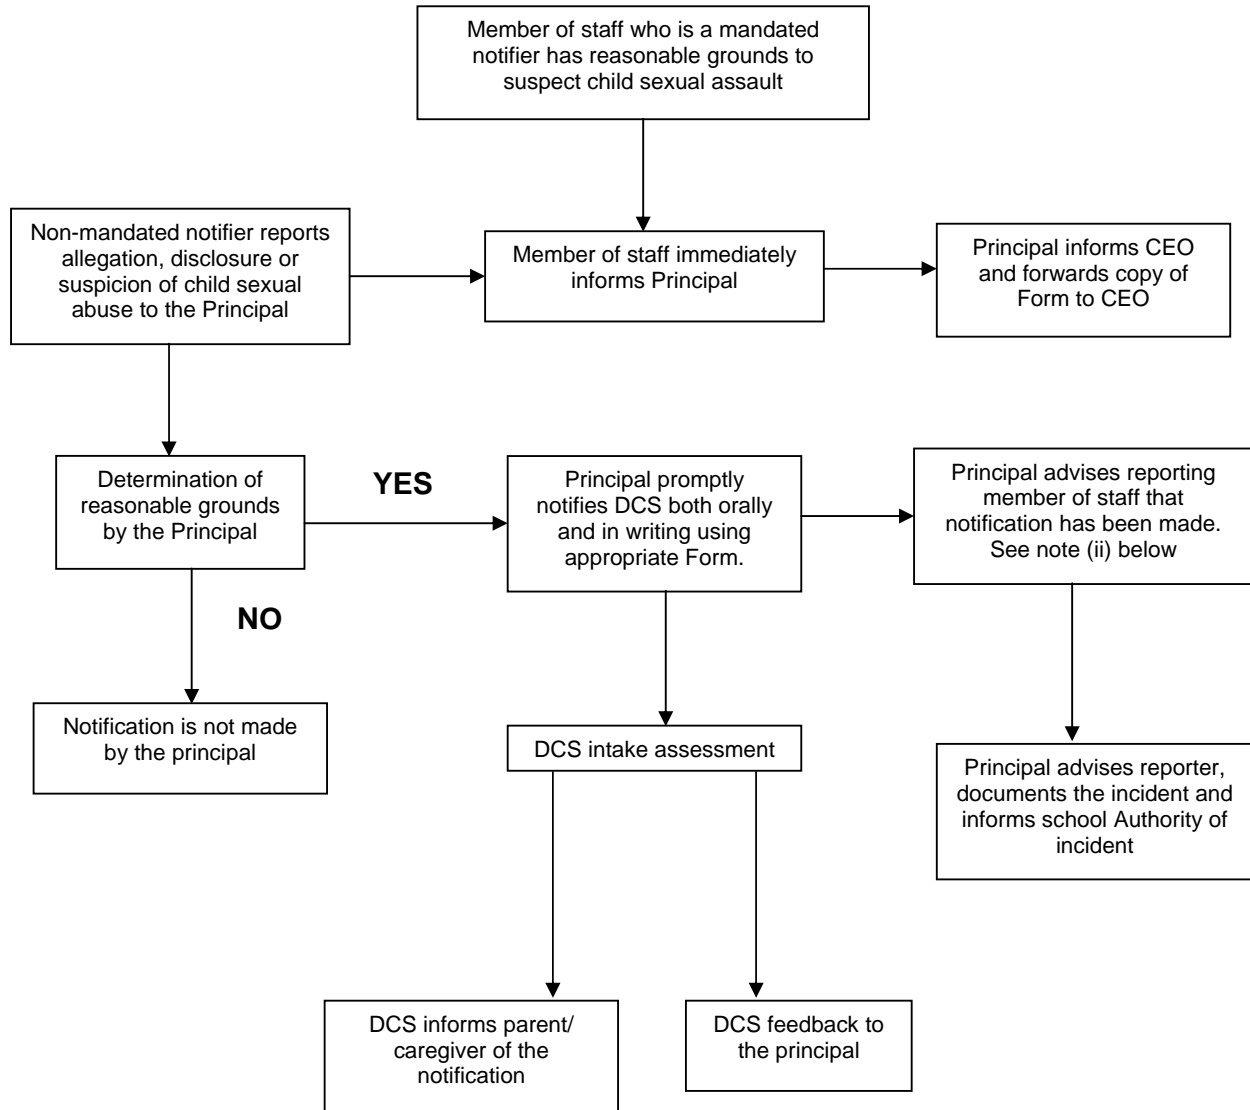 Member of staff who is a mandated
notifier has reasonable grounds to
suspect child sexual assault
Non-mandated notifier reports
allegation, disclosure or
suspicion of child sexual
abuse to the Principal
Member of staff immediately
informs Principal
Principal informs CEO
and forwards copy of
Form to CEO
Determination of
reasonable grounds
by the Principal
YES
Principal promptly
notifies DCS both orally
and in writing using
appropriate Form.
Principal advises reporting
member of staff that
notification has been made.
See note (ii) below
NO
Notification is not made
by the principal
DCS intake assessment
Principal advises reporter,
documents the incident and
informs school Authority of
incident
DCS informs parent/
caregiver of the
notification
DCS feedback to
the principal